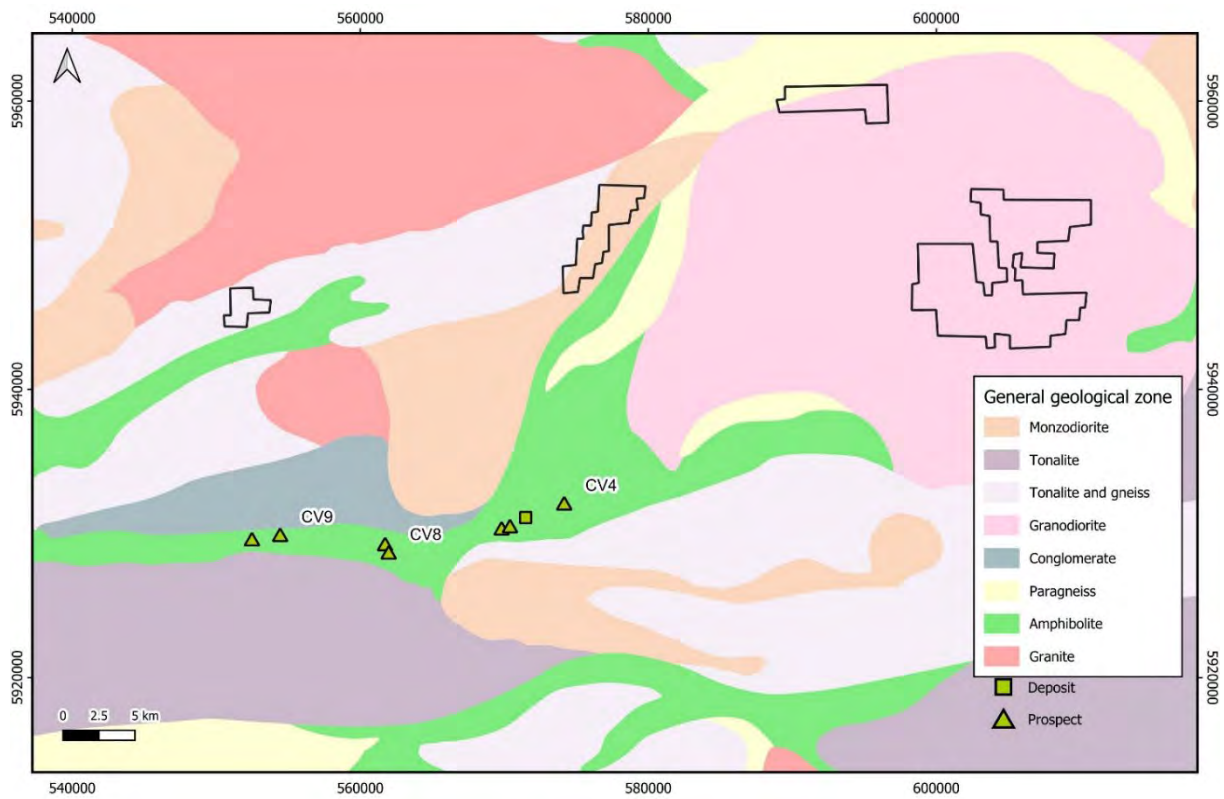 540000 560000 580000 600000
5960000 5960000
5940000 5940000
General geological zone
Monzodiorite
Tonalite
Tonalite and gneiss
Granodiorite
Conglomerate
Paragneiss
Amphibolite
Granite
Deposit
Prospect
CV4
CV9
CV8
5920000 5920000
0 2.5 5 km
540000 560000 580000 600000